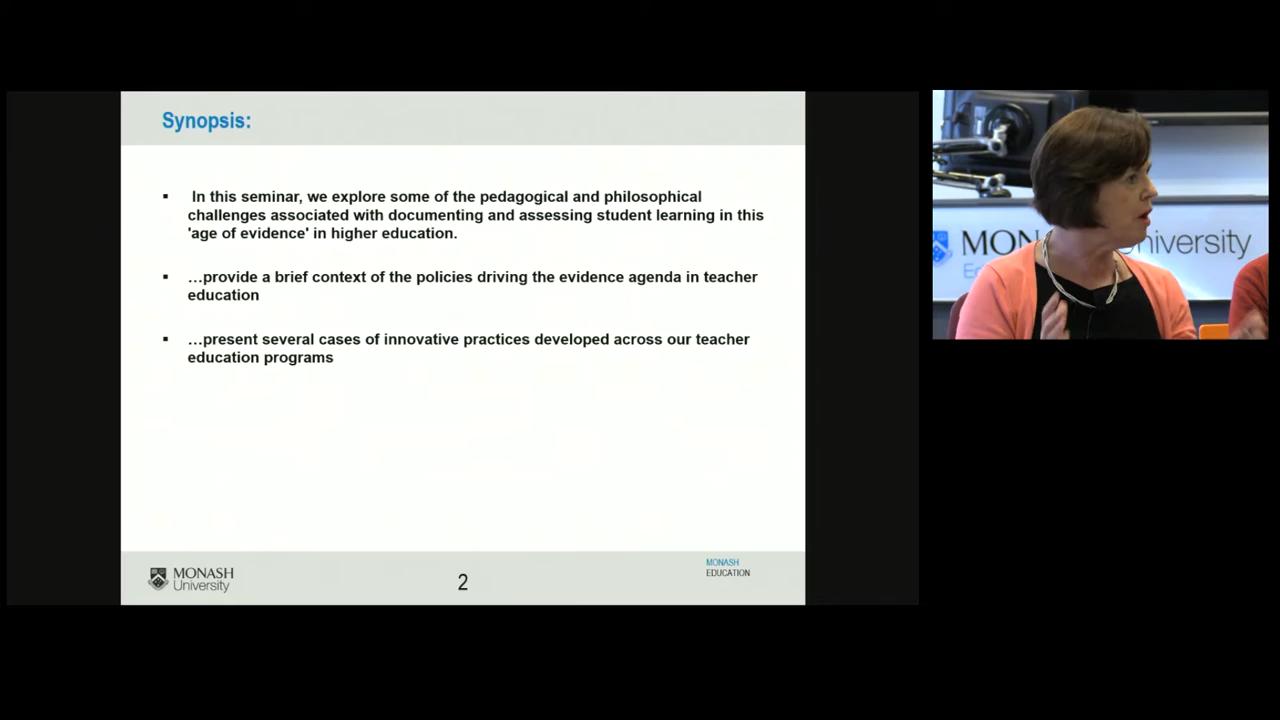 Synopsis:
▪ In this seminar, we explore some of the pedagogical and philosophical
challenges associated with documenting and assessing student learning in this
'age of evidence' in higher education.
▪ …provide a brief context of the policies driving the evidence agenda in teacher
education
▪ …present several cases of innovative practices developed across our teacher
education programs
MONASH
University
2
MONASH
EDUCATION
MON
niversity